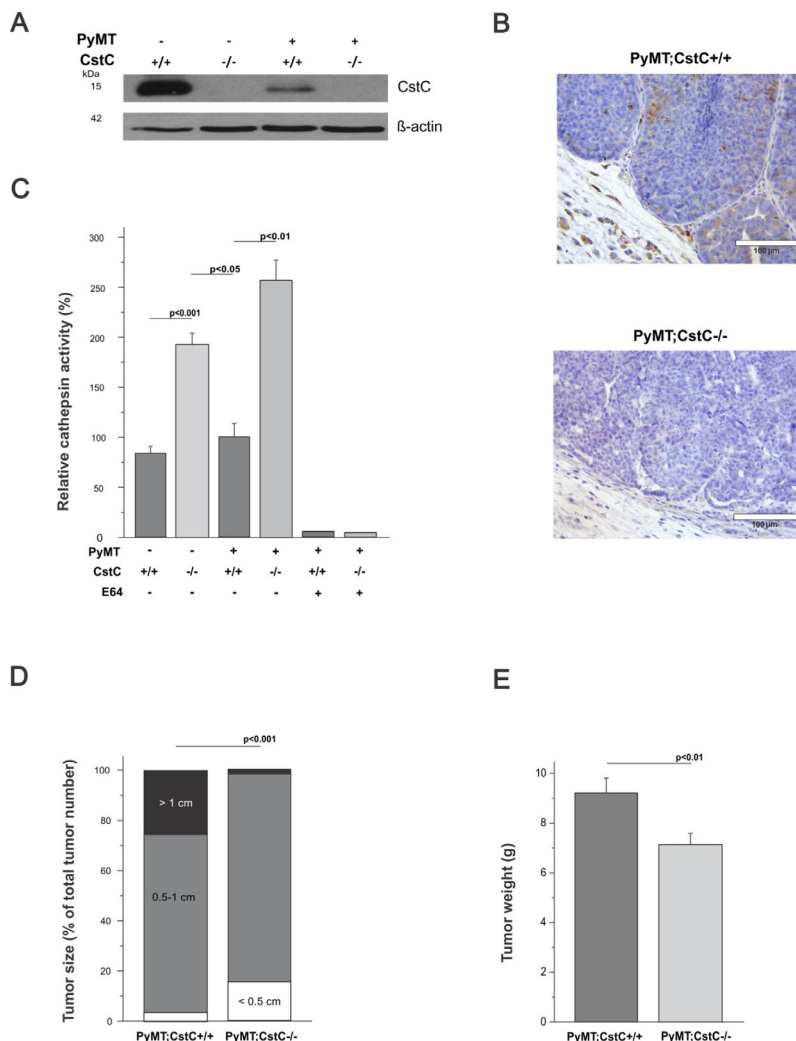 A
PyMT - - + +
CstC +/+ -/- +/+ -/-
kDa
15
CstC
42
ß-actin
B
PyMT;CstC+/+
100 µm
PyMT;CstC-/-
100 µm
C
Relative cathepsin activity (%)
300
250
200
150
100
50
0
p<0.001
p<0.05
p<0.01
PyMT - - + + + +
CstC +/+ -/- +/+ -/- +/+ -/-
E64 - - - - + +
D
Tumor size (% of total tumor number)
100
80
60
40
20
0
p<0.001
> 1 cm
0.5-1 cm
< 0.5 cm
PyMT;CstC+/+ PyMT;CstC-/-
E
Tumor weight (g)
10
8
6
4
2
0
p<0.01
PyMT;CstC+/+ PyMT;CstC-/-